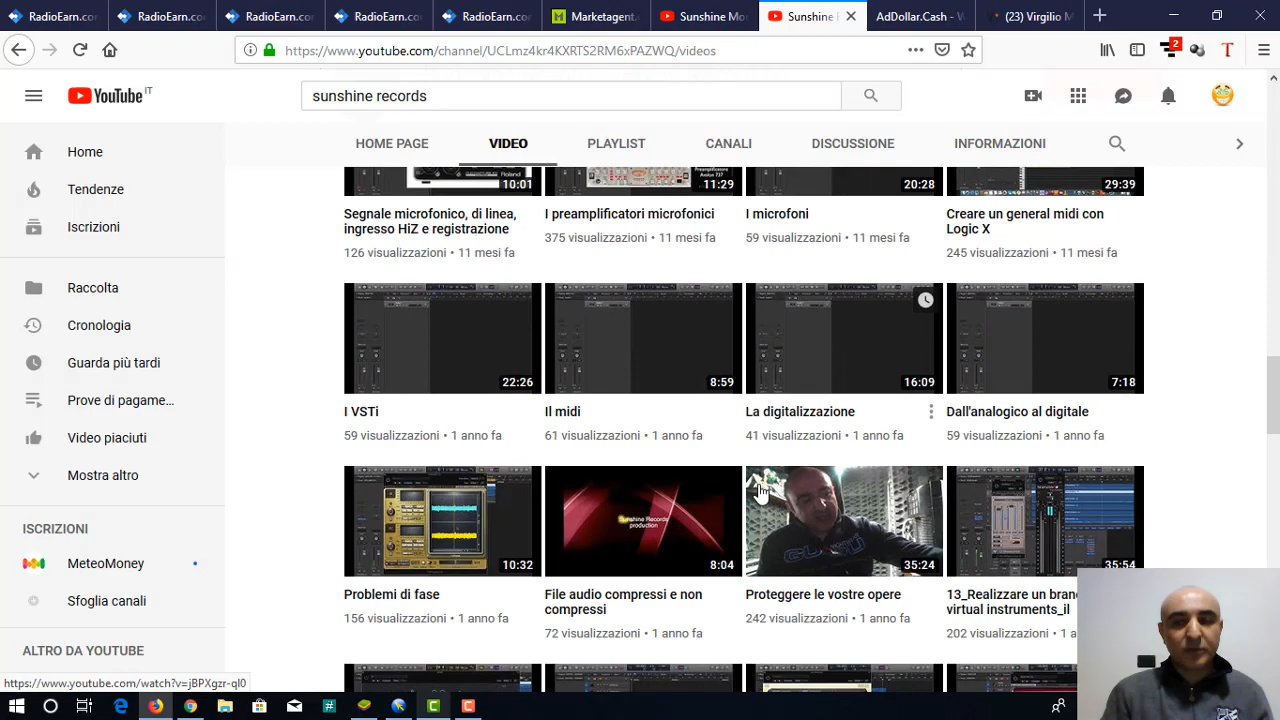 RadioEarn.co
RadioEarn.co
RadioEarn.co
RadioEarn.co
RadioEarn.co
Marketagent.
Sunshine Mo
Sunshine
AdDollar.Cash - W
(23) Virgilio M
https://www.youtube.com/channel/UCLmz4kr4KXRTS2RM6xPAZWQ/videos
2
YouTube IT
sunshine records
HOME PAGE
VIDEO
PLAYLIST
CANALI
DISCUSSIONE
INFORMAZIONI
Home
Tendenze
Iscrizioni
Raccolta
Cronologia
Guarda più tardi
Prove di pagame...
Video piaciuti
Mostra altro
ISCRIZIONI
MeteoMoney
Sfoglia canali
ALTRO DA YOUTUBE
10:01
Segnale microfonico, di linea,
ingresso HiZ e registrazione
126 visualizzazioni • 11 mesi fa
Preamplificatore
Avalon 737
11:29
I preamplificatori microfonici
375 visualizzazioni • 11 mesi fa
20:28
I microfoni
59 visualizzazioni • 11 mesi fa
29:39
Creare un general midi con
Logic X
245 visualizzazioni • 11 mesi fa
22:26
I VSTi
59 visualizzazioni • 1 anno fa
8:59
Il midi
61 visualizzazioni • 1 anno fa
16:09
La digitalizzazione
41 visualizzazioni • 1 anno fa
7:18
Dall'analogico al digitale
59 visualizzazioni • 1 anno fa
10:32
Problemi di fase
156 visualizzazioni • 1 anno fa
Sunshine Records
production
8:04
File audio compressi e non
compressi
72 visualizzazioni • 1 anno fa
35:24
Proteggere le vostre opere
242 visualizzazioni • 1 anno fa
35:54
13_Realizzare un bran
virtual instruments_il
202 visualizzazioni • 1 a